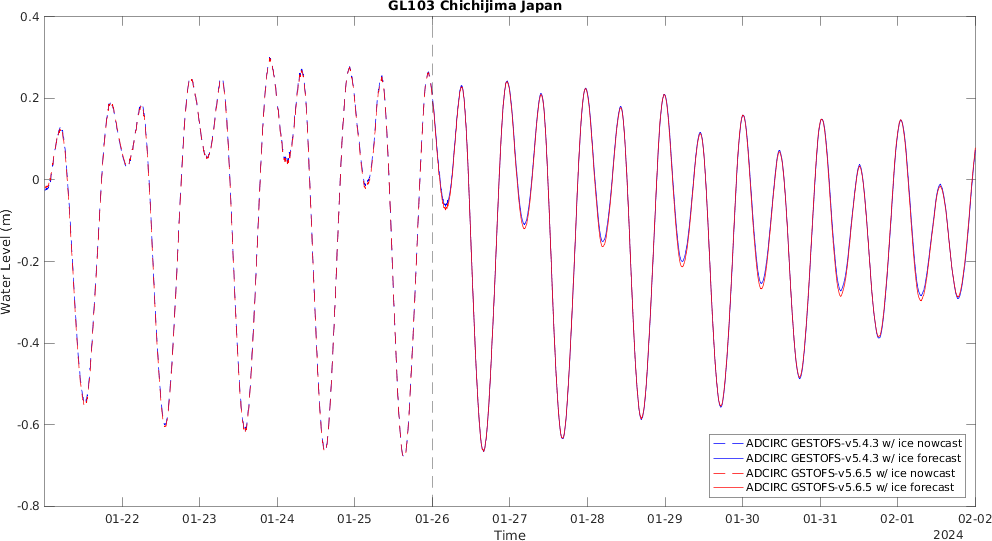 GL103 Chichijima Japan
0.4
0.2
0
-0.2
-0.4
-0.6
-0.8
Water Level (m)
ADCIRC GESTOFS-v5.4.3 w/ ice nowcast
ADCIRC GESTOFS-v5.4.3 w/ ice forecast
ADCIRC GSTOFS-v5.6.5 w/ ice nowcast
ADCIRC GSTOFS-v5.6.5 w/ ice forecast
01-22 01-23 01-24 01-25 01-26 01-27 01-28 01-29 01-30 01-31 02-01 02-02
Time
2024